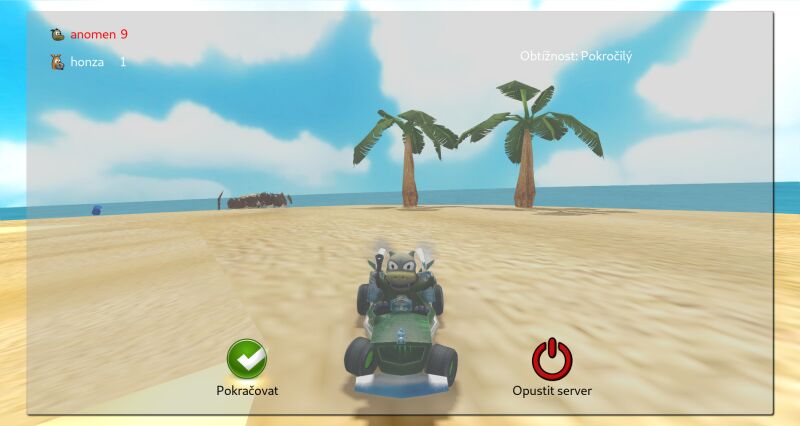 anomen 9
honza 1
Obtížnost: Pokročilý
Pokračovat
Opustit server